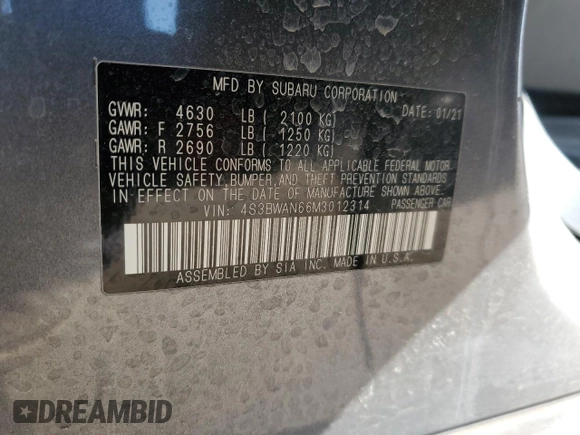 MFD BY SUBARU CORPORATION
GVWR: 4630 LB ( 2100 KG) DATE: 01/21
GAWR: F 2756 LB ( 1250 KG)
GAWR: R 2690 LB ( 1220 KG)
THIS VEHICLE CONFORMS TO ALL APPLICABLE FEDERAL MOTOR
VEHICLE SAFETY,BUMPER,AND THEFT PREVENTION STANDARDS
IN EFFECT ON THE DATE OF MANUFACTURE SHOWN ABOVE.
VIN: 4S3BWAN66M3012314 PASSENGER CAR
ASSEMBLED BY SIA INC. MADE IN U.S.A.
DREAMBID